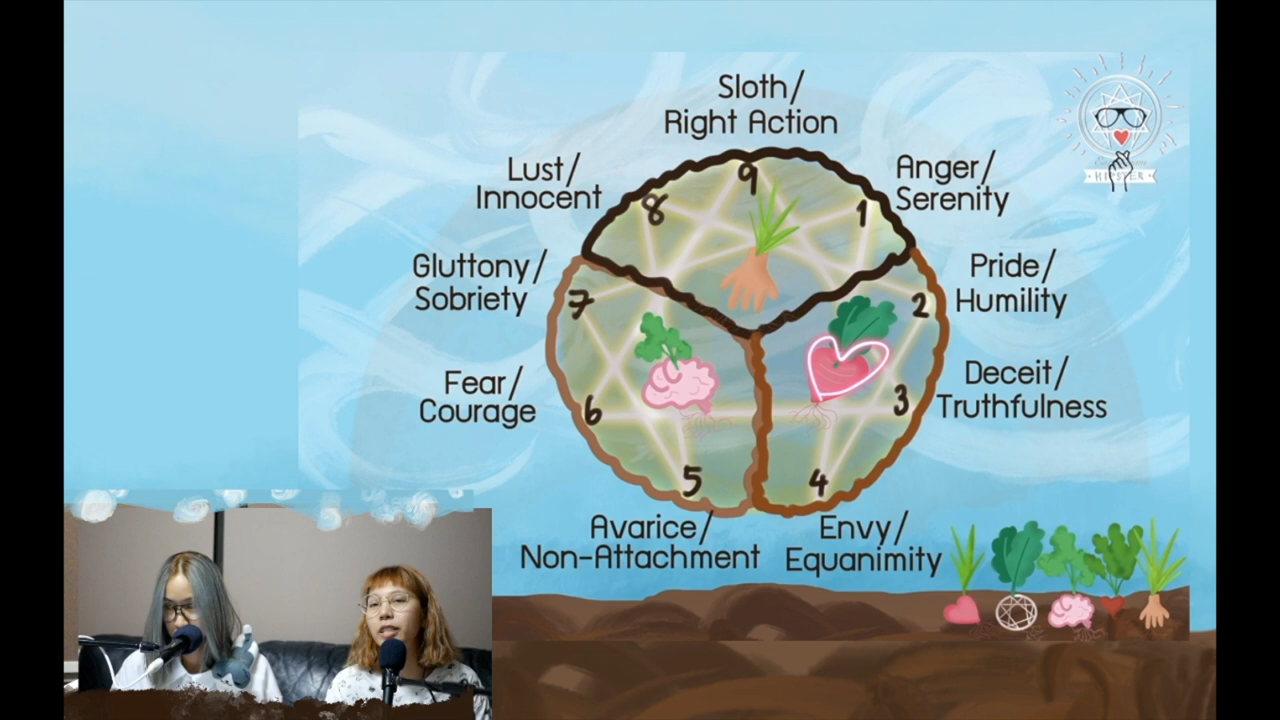 Sloth/
Right Action
Lust/
Innocent
Anger/
Serenity
9
8
1
HIPSTER
Gluttony/
Sobriety
Pride/
Humility
7
2
Fear/
Courage
Deceit/
Truthfulness
6
3
5
4
Avarice/
Non-Attachment
Envy/
Equanimity